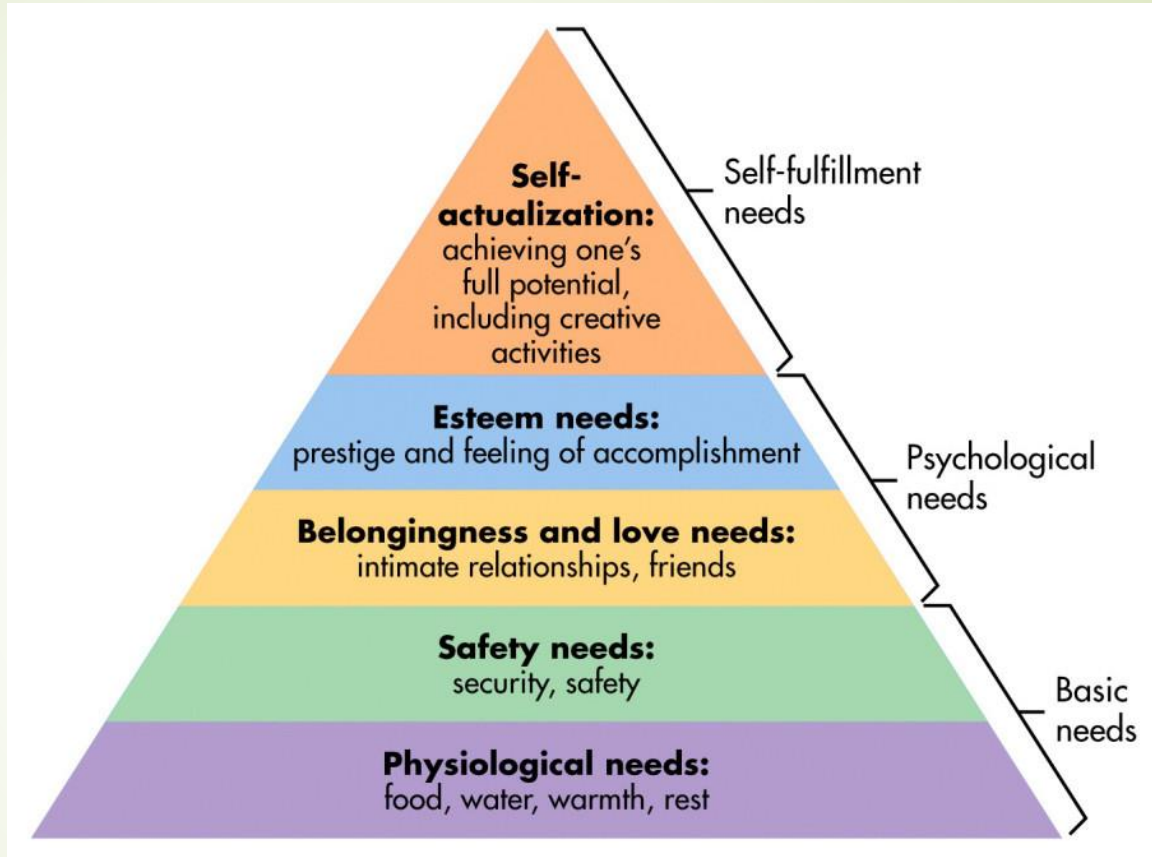 Self-
actualization:
achieving one's
full potential,
including creative
activities
Self-fulfillment
needs
Esteem needs:
prestige and feeling of accomplishment
Psychological
needs
Belongingness and love needs:
intimate relationships, friends
Safety needs:
security, safety
Basic
needs
Physiological needs:
food, water, warmth, rest